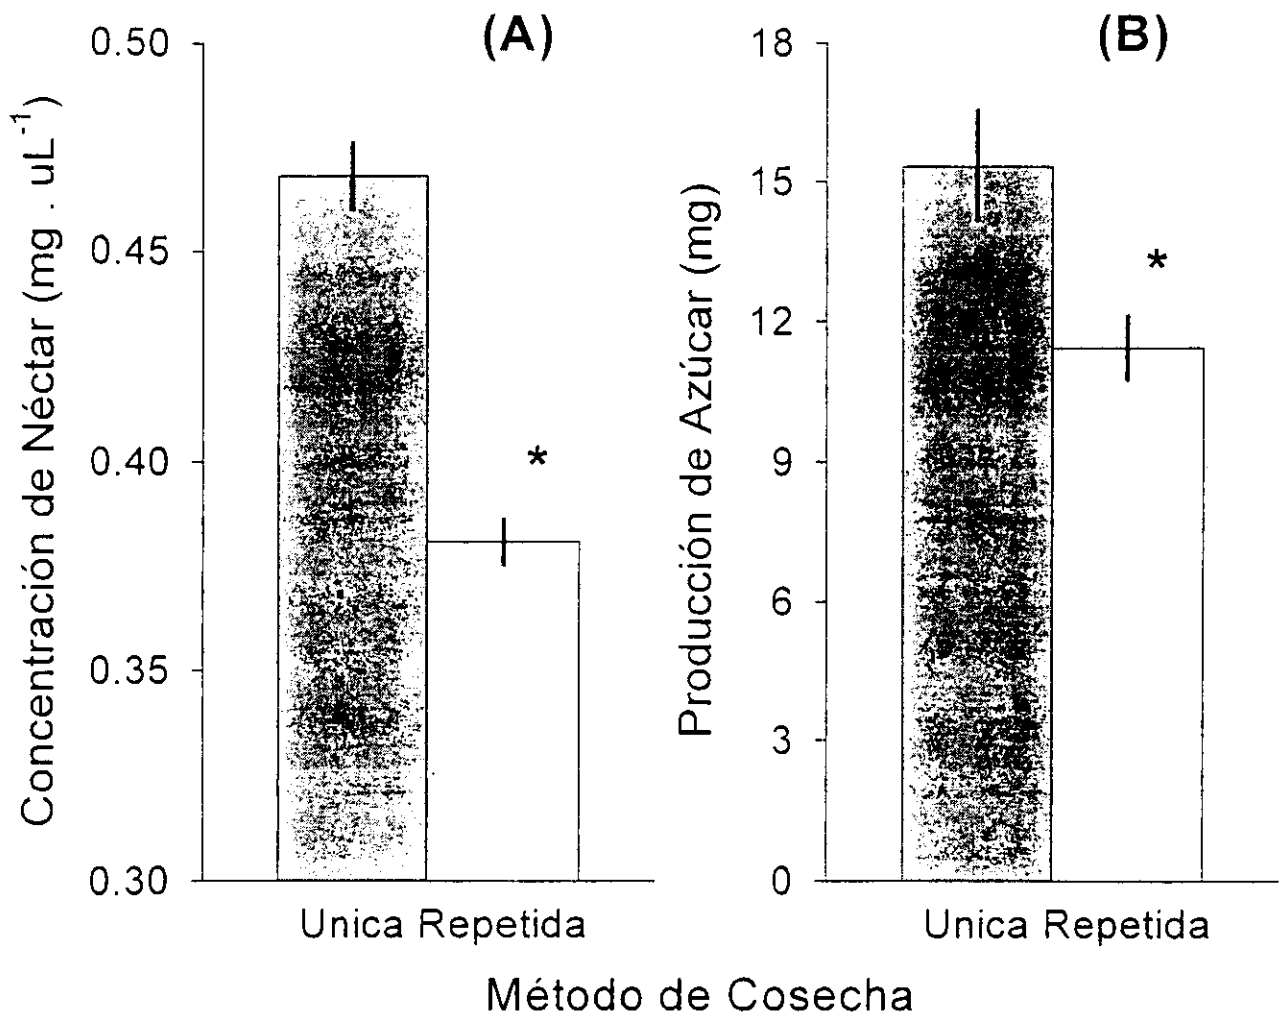 (A)
Concentración de Néctar (mg . uL-1)
0.50
0.45
0.40
0.35
0.30
*
Unica Repetida
(B)
Producción de Azúcar (mg)
18
15
12
9
6
3
0
*
Unica Repetida
Método de Cosecha